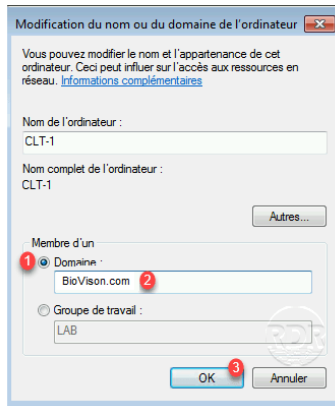 Modification du nom ou du domaine de l'ordinateur
Vous pouvez modifier le nom et l'appartenance de cet
ordinateur. Ceci peut influer sur l'accès aux ressources en
réseau. Informations complémentaires
Nom de l'ordinateur :
CLT-1
Nom complet de l'ordinateur :
CLT-1
Autres...
Membre d'un
1 Domaine :
BioVison.com 2
Groupe de travail :
LAB
RDR
3
OK Annuler